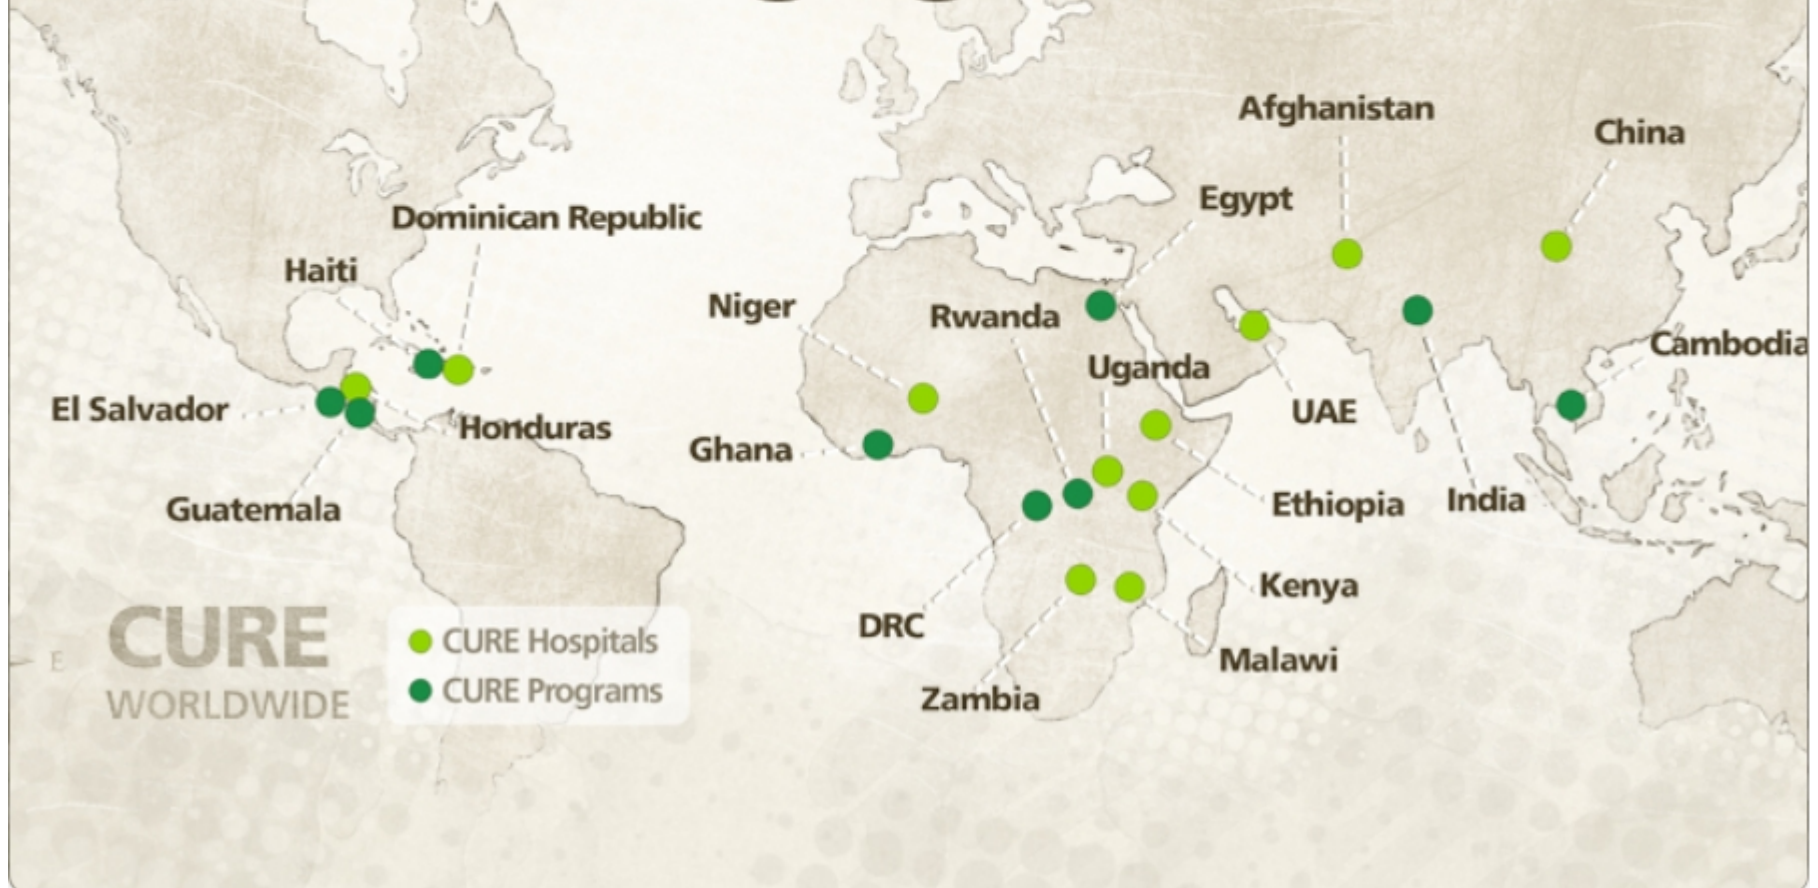 Afghanistan
China
Egypt
Dominican Republic
Haiti
Niger
Rwanda
Cambodia
Uganda
El Salvador
UAE
Honduras
Ghana
Guatemala
Ethiopia
India
Kenya
DRC
Malawi
Zambia
CURE
WORLDWIDE
CURE Hospitals
CURE Programs
E